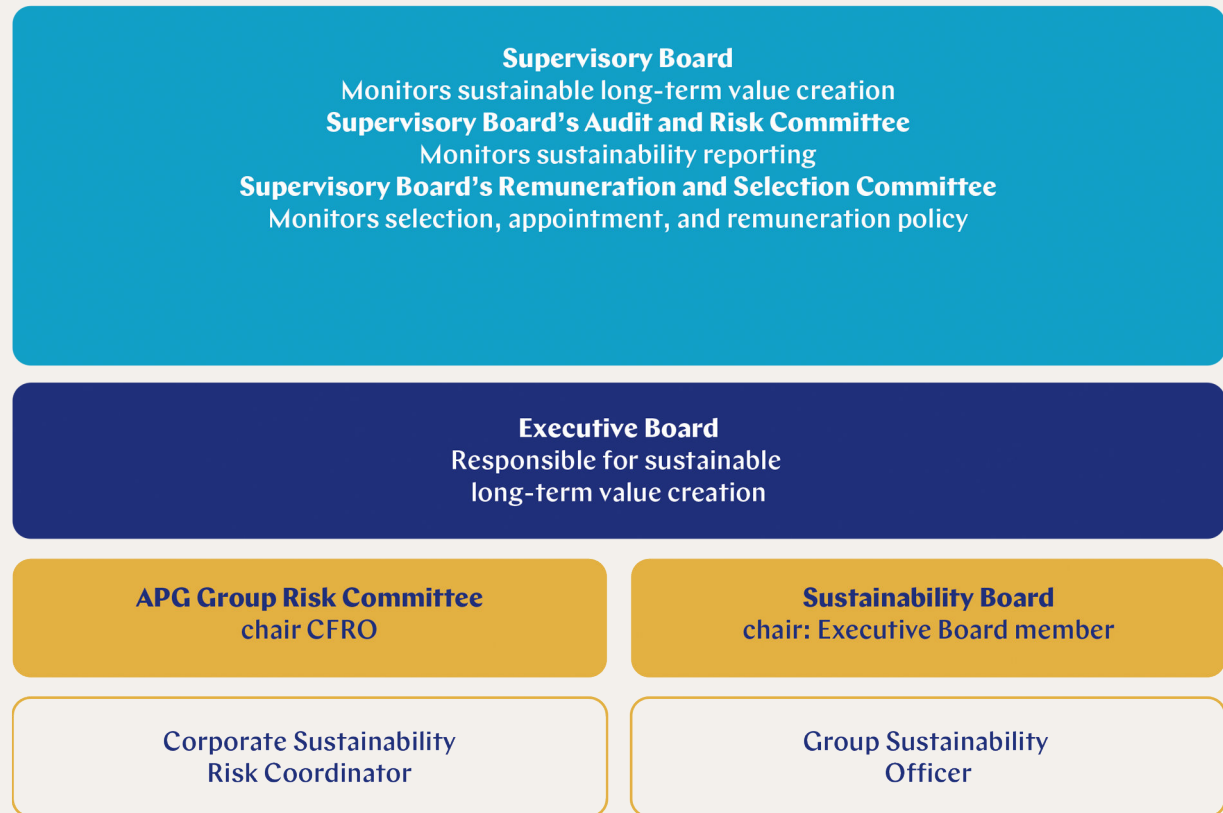 Supervisory Board
Monitors sustainable long-term value creation
Supervisory Board's Audit and Risk Committee
Monitors sustainability reporting
Supervisory Board's Remuneration and Selection Committee
Monitors selection, appointment, and remuneration policy
Executive Board
Responsible for sustainable
long-term value creation
APG Group Risk Committee
chair CFRO
Sustainability Board
chair: Executive Board member
Corporate Sustainability
Risk Coordinator
Group Sustainability
Officer